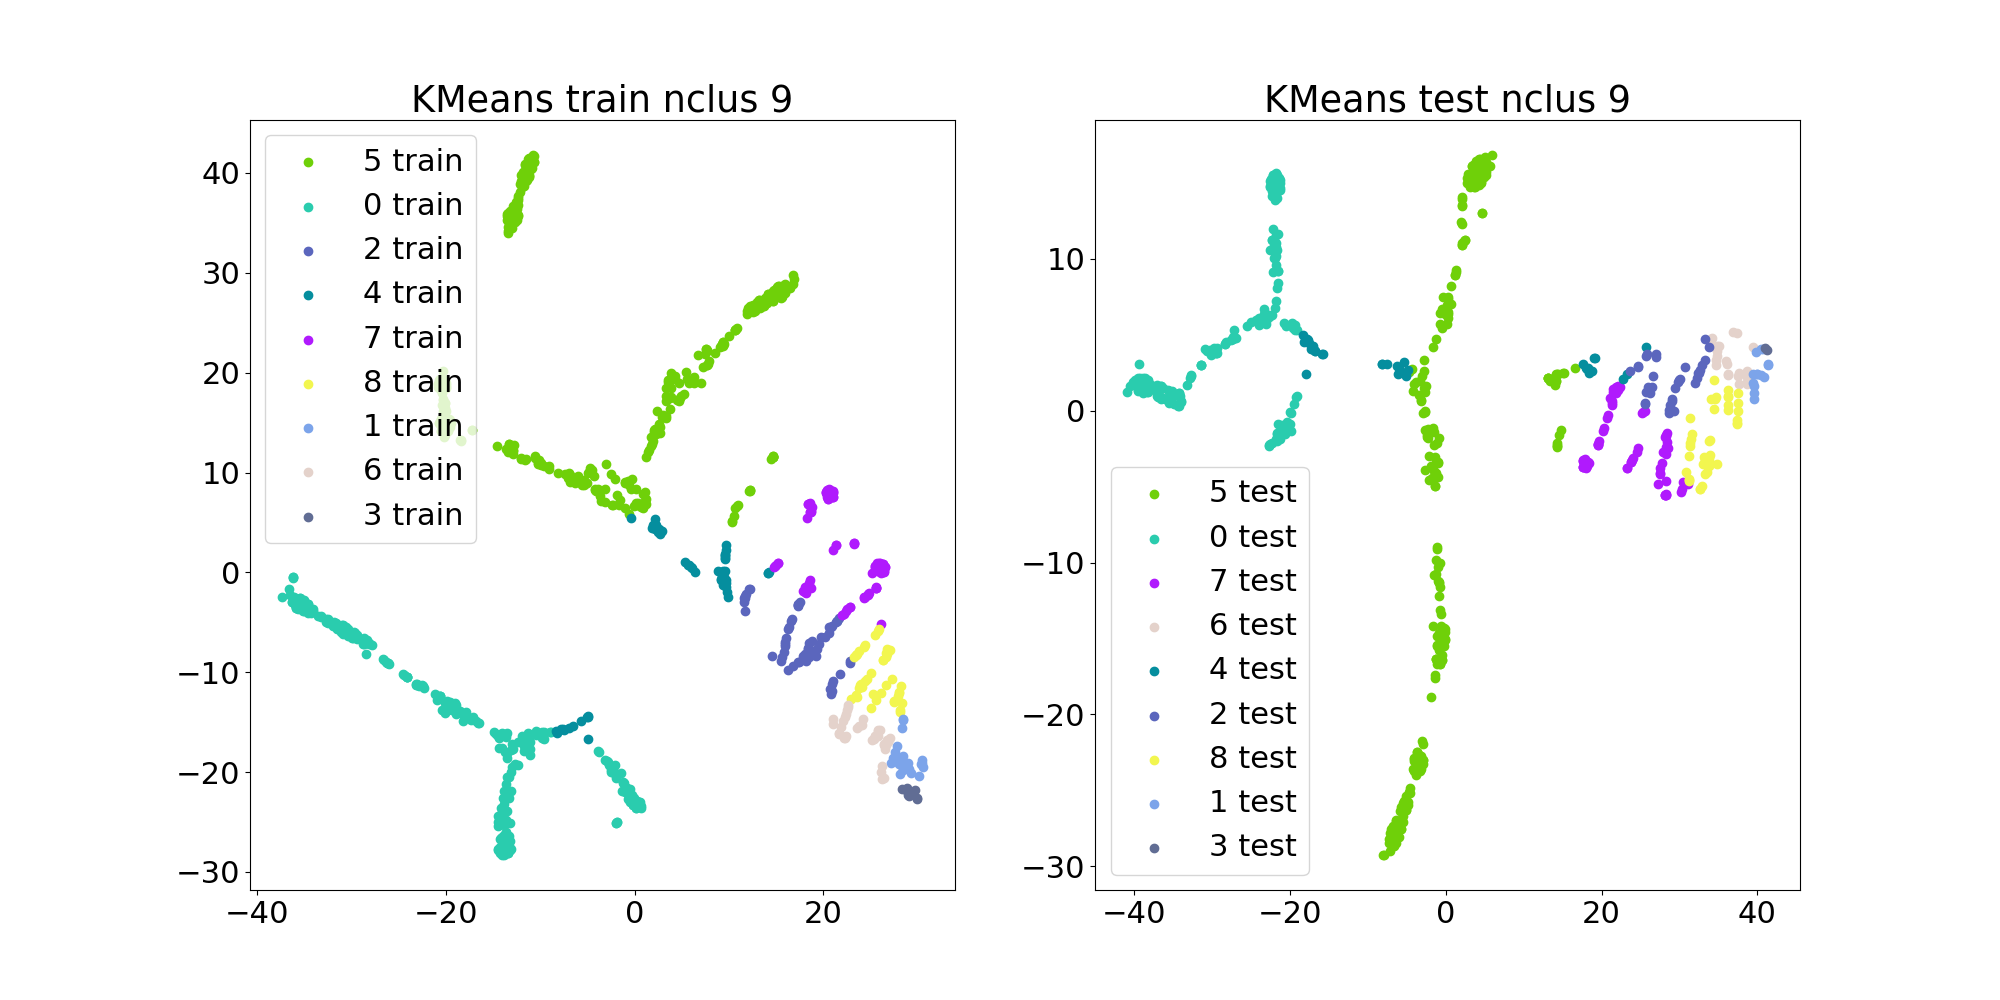 KMeans train nclus 9
40
30
20
10
0
−10
−20
−30
−40
−20
0
20
5 train
0 train
2 train
4 train
7 train
8 train
1 train
6 train
3 train
KMeans test nclus 9
10
0
−10
−20
−30
−40
−20
0
20
40
5 test
0 test
7 test
6 test
4 test
2 test
8 test
1 test
3 test